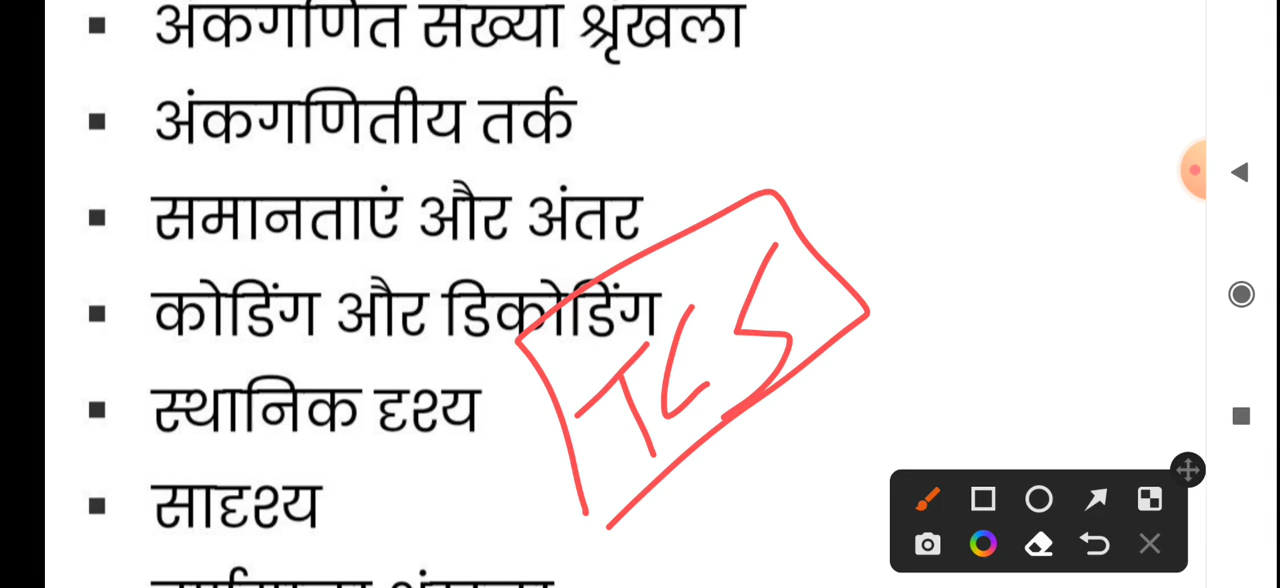 अंकगणित संख्या श्रृंखला
अंकगणितीय तर्क
समानताएं और अंतर
कोडिंग और डिकोडिंग
TCS
स्थानिक दृश्य
सादृश्य